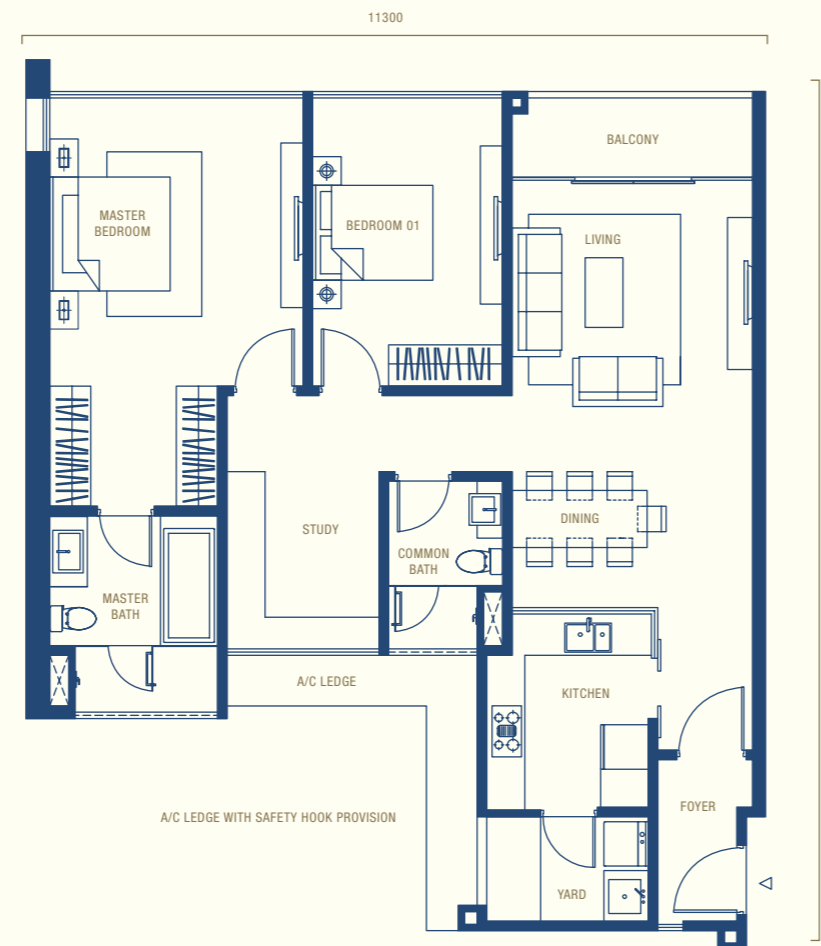 11300
BALCONY
MASTER
BEDROOM
BEDROOM 01
LIVING
STUDY
DINING
COMMON
BATH
MASTER
BATH
A/C LEDGE
KITCHEN
A/C LEDGE WITH SAFETY HOOK PROVISION
FOYER
YARD